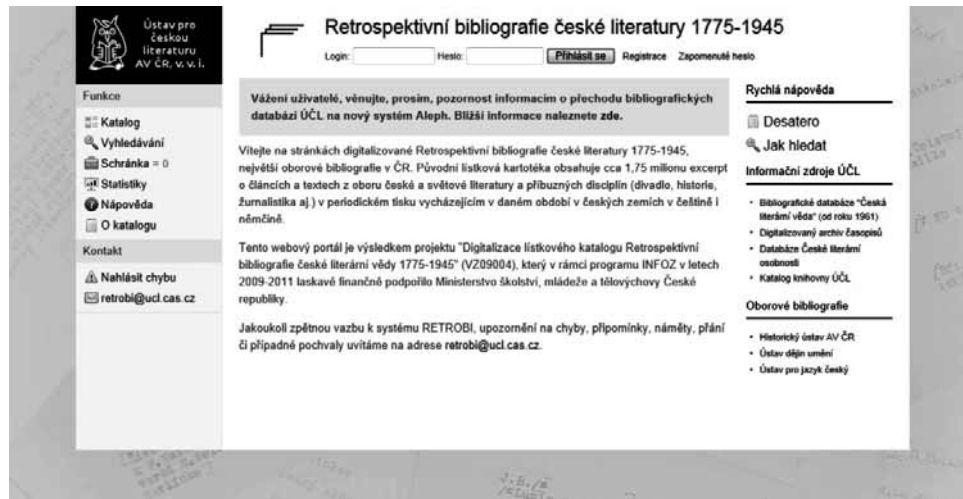 Ústav pro
českou
literaturu
AV ČR, v. v. i.
Retrospektivní bibliografie české literatury 1775-1945
Login: Heslo: Přihlásit se Registrace Zapomenuté heslo
Funkce
Katalog
Vyhledávání
Schránka = 0
Statistiky
Nápověda
O katalogu
Kontakt
Nahlásit chybu
retrobi@ucl.cas.cz
Vážení uživatelé, věnujte, prosím, pozornost informacím o přechodu bibliografických
databází ÚČL na nový systém Aleph. Bližší informace naleznete zde.
Vítejte na stránkách digitalizované Retrospektivní bibliografie české literatury 1775-1945,
největší oborové bibliografie v ČR. Původní lístková kartotéka obsahuje cca 1,75 milionu excerpt
o článcích a textech z oboru české a světové literatury a příbuzných disciplín (divadlo, historie,
žurnalistika aj.) v periodickém tisku vycházejícím v daném období v českých zemích v češtině i
němčině.
Tento webový portál je výsledkem projektu "Digitalizace lístkového katalogu Retrospektivní
bibliografie české literární vědy 1775-1945" (VZ09004), který v rámci programu INFOZ v letech
2009-2011 laskavě finančně podpořilo Ministerstvo školství, mládeže a tělovýchovy České
republiky.
Jakoukoli zpětnou vazbu k systému RETROBI, upozornění na chyby, připomínky, náměty, přání
či případné pochvaly uvítáme na adrese retrobi@ucl.cas.cz.
Rychlá nápověda
Desatero
Jak hledat
Informační zdroje ÚČL
Bibliografické databáze "Česká
literární věda" (od roku 1961)
Digitalizovaný archiv časopisů
Databáze České literární
osobnosti
Katalog knihovny ÚČL
Oborové bibliografie
Historický ústav AV ČR
Ústav dějin umění
Ústav pro jazyk český